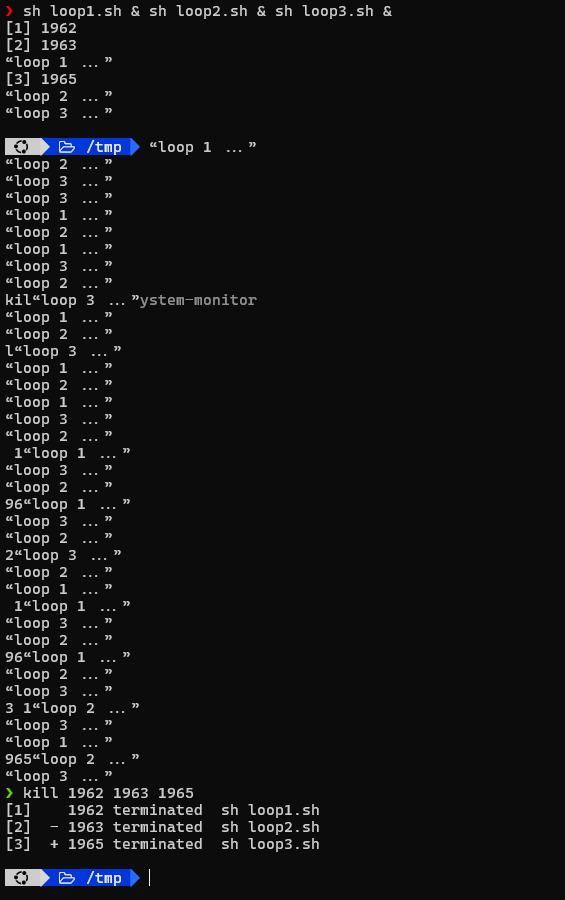 ❯ sh loop1.sh & sh loop2.sh & sh loop3.sh &
[1] 1962
[2] 1963
“loop 1 …”
[3] 1965
“loop 2 …”
“loop 3 …”
/tmp “loop 1 …”
“loop 2 …”
“loop 3 …”
“loop 3 …”
“loop 1 …”
“loop 2 …”
“loop 1 …”
“loop 3 …”
“loop 2 …”
kil“loop 3 …”ystem-monitor
“loop 1 …”
“loop 2 …”
l“loop 3 …”
“loop 1 …”
“loop 2 …”
“loop 1 …”
“loop 3 …”
“loop 2 …”
 1“loop 1 …”
“loop 3 …”
“loop 2 …”
96“loop 1 …”
“loop 3 …”
“loop 2 …”
2“loop 3 …”
“loop 2 …”
“loop 1 …”
 1“loop 1 …”
“loop 3 …”
“loop 2 …”
96“loop 1 …”
“loop 2 …”
“loop 3 …”
3 1“loop 2 …”
“loop 3 …”
“loop 1 …”
965“loop 2 …”
“loop 3 …”
❯ kill 1962 1963 1965
[1]    1962 terminated  sh loop1.sh
[2]  - 1963 terminated  sh loop2.sh
[3]  + 1965 terminated  sh loop3.sh
/tmp